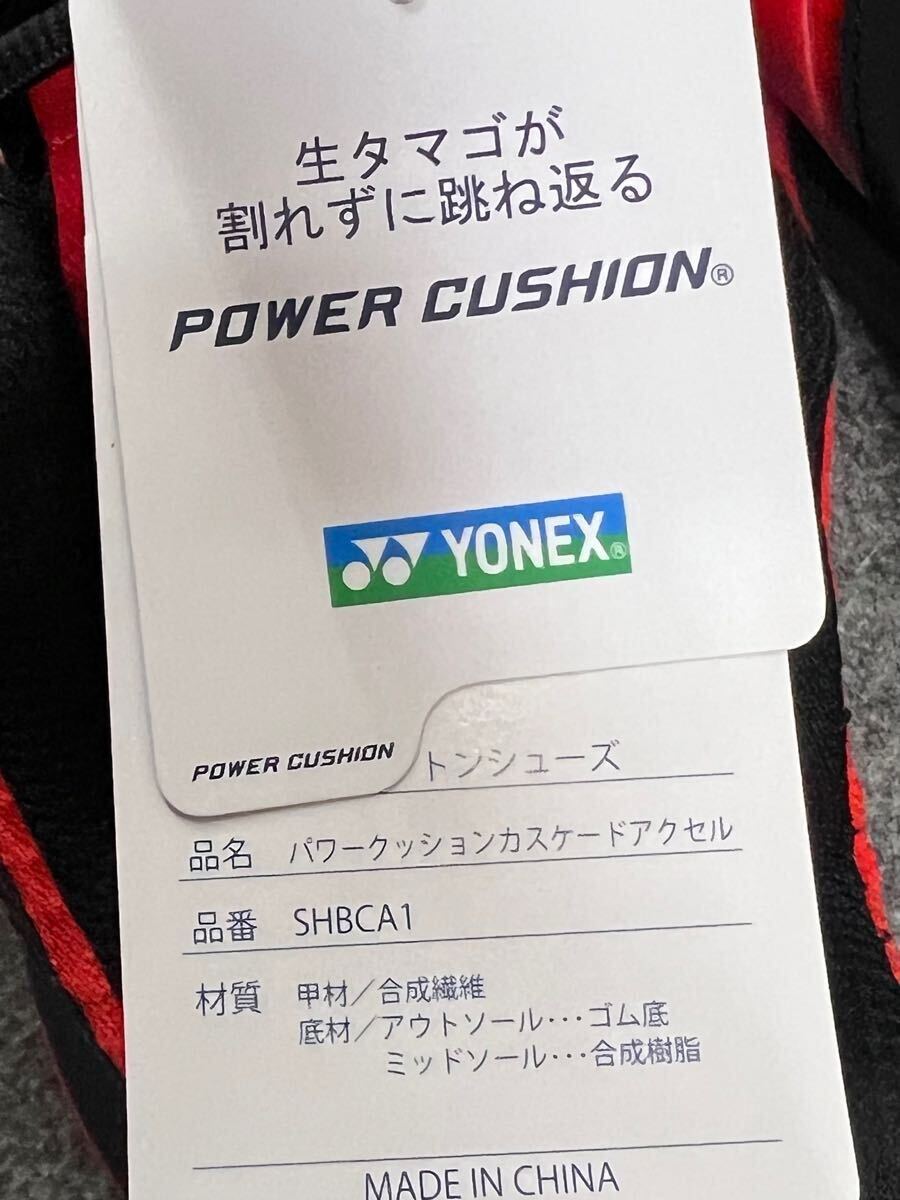 生タマゴが
割れずに跳ね返る
POWER CUSHION®
YONEX®
POWER CUSHION
トンシューズ
品名 パワークッションカスケードアクセル
品番 SHBCA1
材質 甲材／合成繊維
底材／アウトソール･･･ゴム底
ミッドソール･･･合成樹脂
MADE IN CHINA